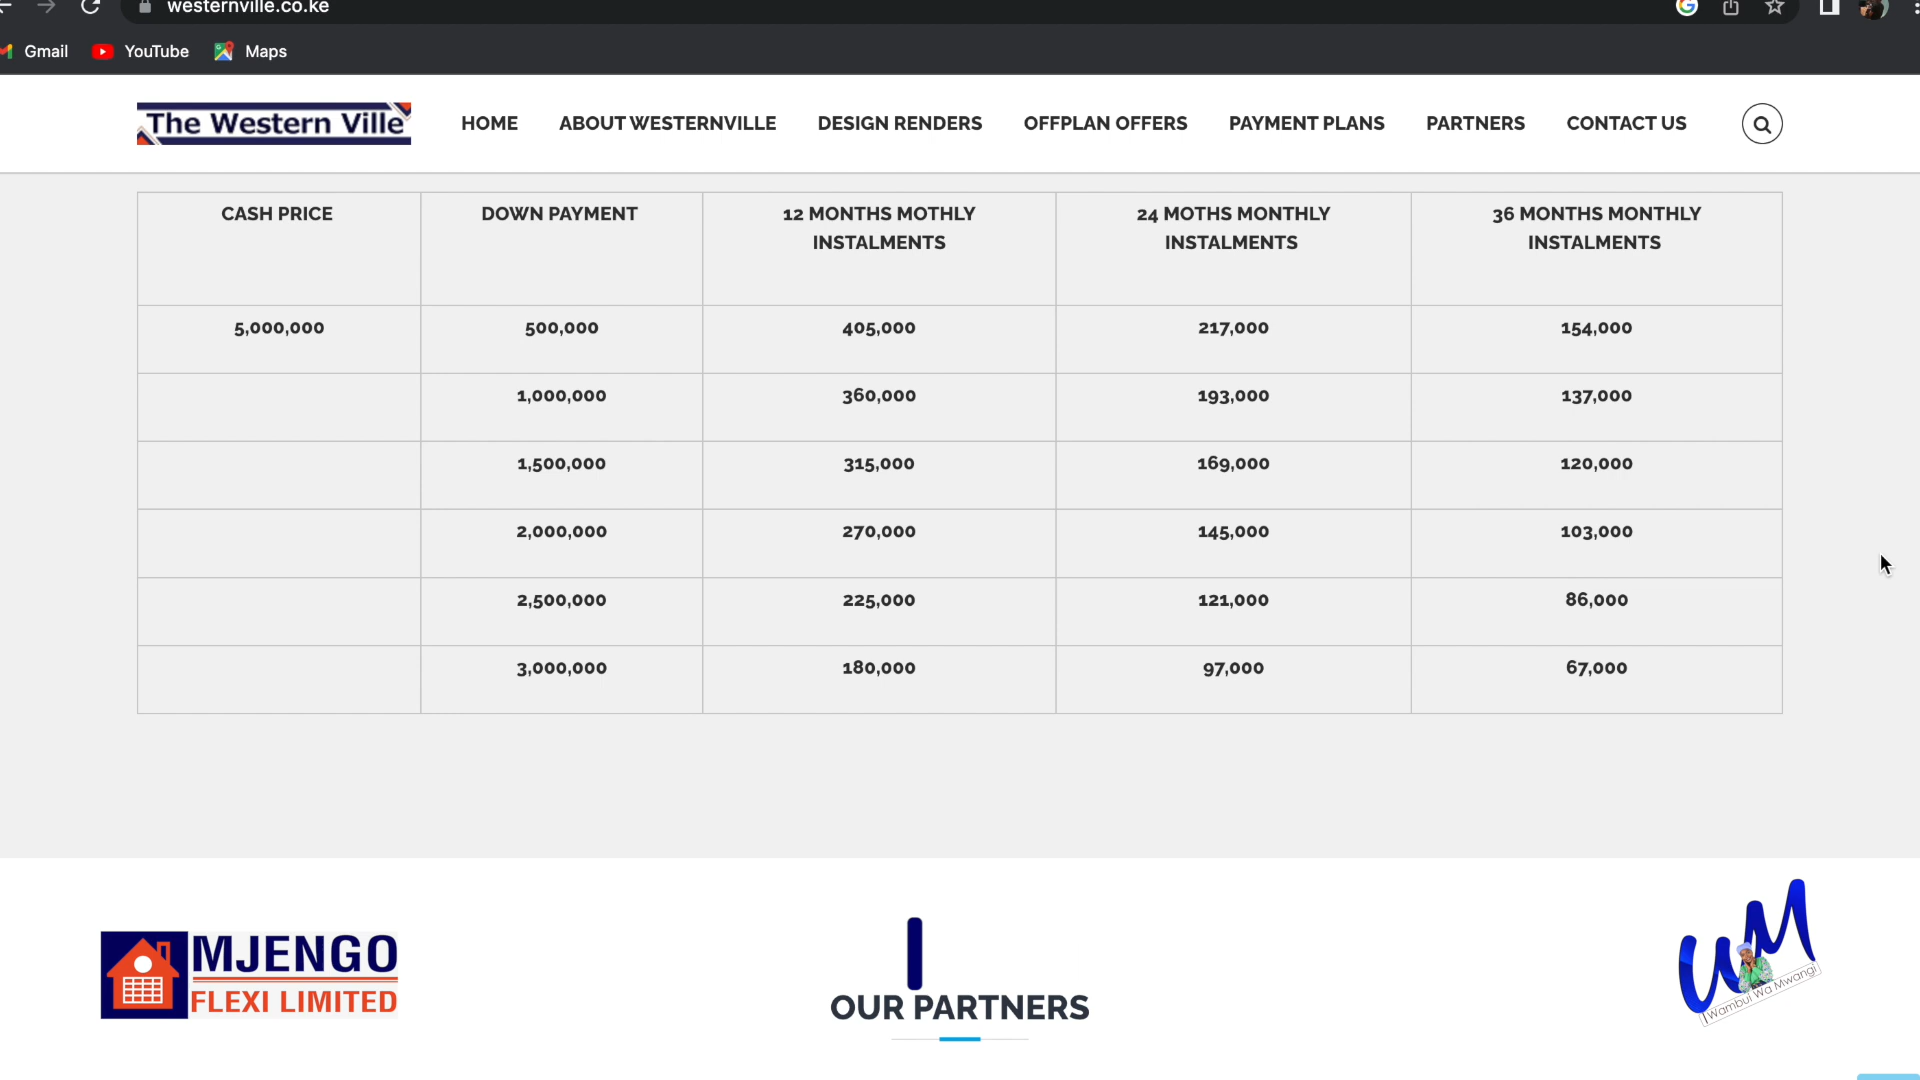 westernville.co.ke
Gmail YouTube Maps
The Western Ville
HOME ABOUT WESTERNVILLE DESIGN RENDERS OFFPLAN OFFERS PAYMENT PLANS PARTNERS CONTACT US
CASH PRICE DOWN PAYMENT 12 MONTHS MOTHLY 24 MOTHS MONTHLY 36 MONTHS MONTHLY
INSTALMENTS INSTALMENTS INSTALMENTS
5,000,000 500,000 405,000 217,000 154,000
1,000,000 360,000 193,000 137,000
1,500,000 315,000 169,000 120,000
2,000,000 270,000 145,000 103,000
2,500,000 225,000 121,000 86,000
3,000,000 180,000 97,000 67,000
MJENGO
FLEXI LIMITED
OUR PARTNERS
WM
Wambui Wa Mwangi